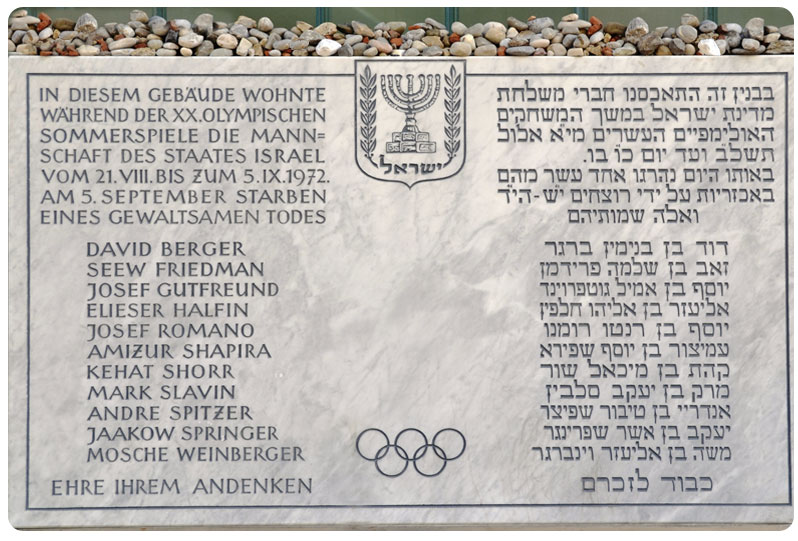 IN DIESEM GEBÄUDE WOHNTE
WÄHREND DER XX.OLYMPISCHEN
SOMMERSPIELE DIE MANN=
SCHAFT DES STAATES ISRAEL
VOM 21.VIII.BIS ZUM 5.IX.1972.
AM 5.SEPTEMBER STARBEN
EINES GEWALTSAMEN TODES
DAVID BERGER
SEEW FRIEDMAN
JOSEF GUTFREUND
ELIESER HALFIN
JOSEF ROMANO
AMIZUR SHAPIRA
KEHAT SHORR
MARK SLAVIN
ANDRE SPITZER
JAAKOW SPRINGER
MOSCHE WEINBERGER
EHRE IHREM ANDENKEN
ישראל
בבנין זה התאכסנו חברי משלחת
מדינת ישראל במשך המשחקים
האולימפיים העשרים מי״א אלול
תשל״ב ועד יום כ״ו בו.
באותו היום נהרגו אחד עשר מהם
באכזריות על ידי רוצחים יש-הי״ד
ואלה שמותיהם
דוד בן בנימין ברגר
זאב בן שלמה פרידמן
יוסף בן אמיל גוטפרוינד
אליעזר בן אליהו חלפין
יוסף בן רנטו רומנו
עמיצור בן יוסף שפירא
קהת בן מיכאל שור
מרק בן יעקב סלבין
אנדריי בן טיבור שפיצר
יעקב בן אשר שפרינגר
משה בן אליעזר וינברגר
כבוד לזכרם